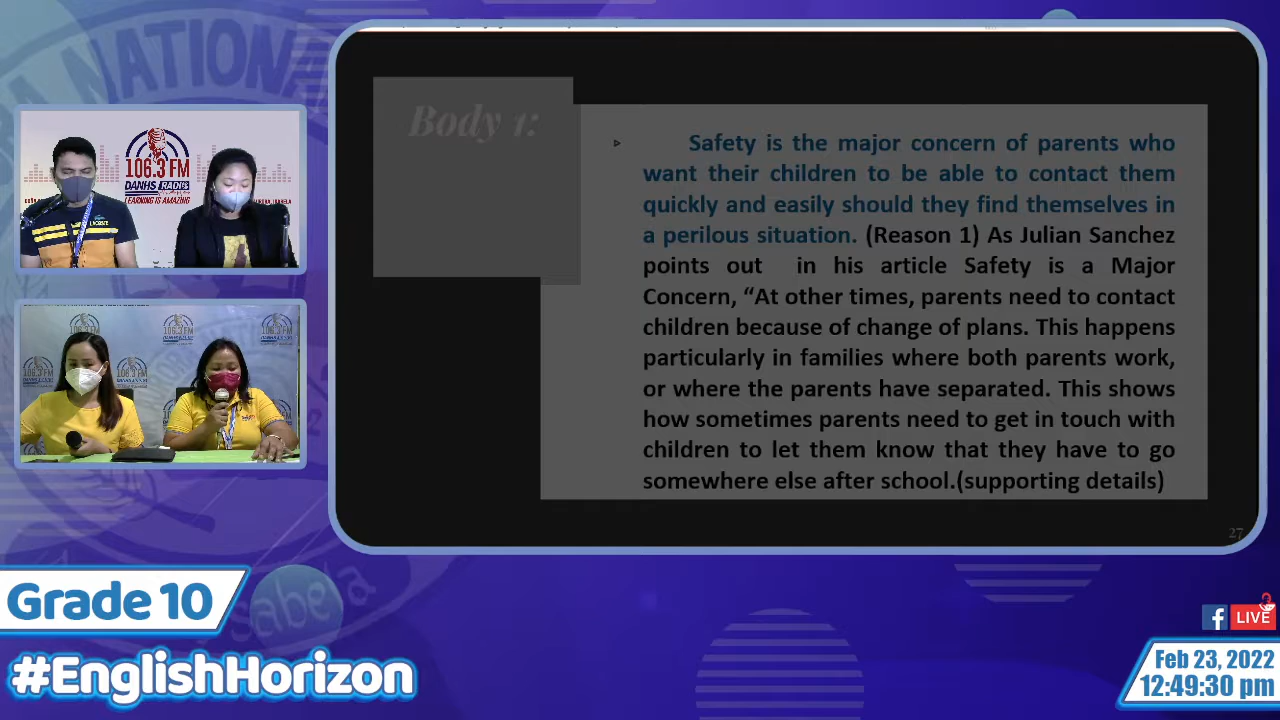 A NATIONAL
106.3 FM
DANHS RADIO
LEARNING IS AMAZING
106.3 FM
Body 1:
Safety is the major concern of parents who
want their children to be able to contact them
quickly and easily should they find themselves in
a perilous situation. (Reason 1) As Julian Sanchez
points out in his article Safety is a Major
Concern, “At other times, parents need to contact
children because of change of plans. This happens
particularly in families where both parents work,
or where the parents have separated. This shows
how sometimes parents need to get in touch with
children to let them know that they have to go
somewhere else after school.(supporting details)
27
Grade 10
sabela
#EnglishHorizon
f LIVE
Feb 23, 2022
12:49:30 pm